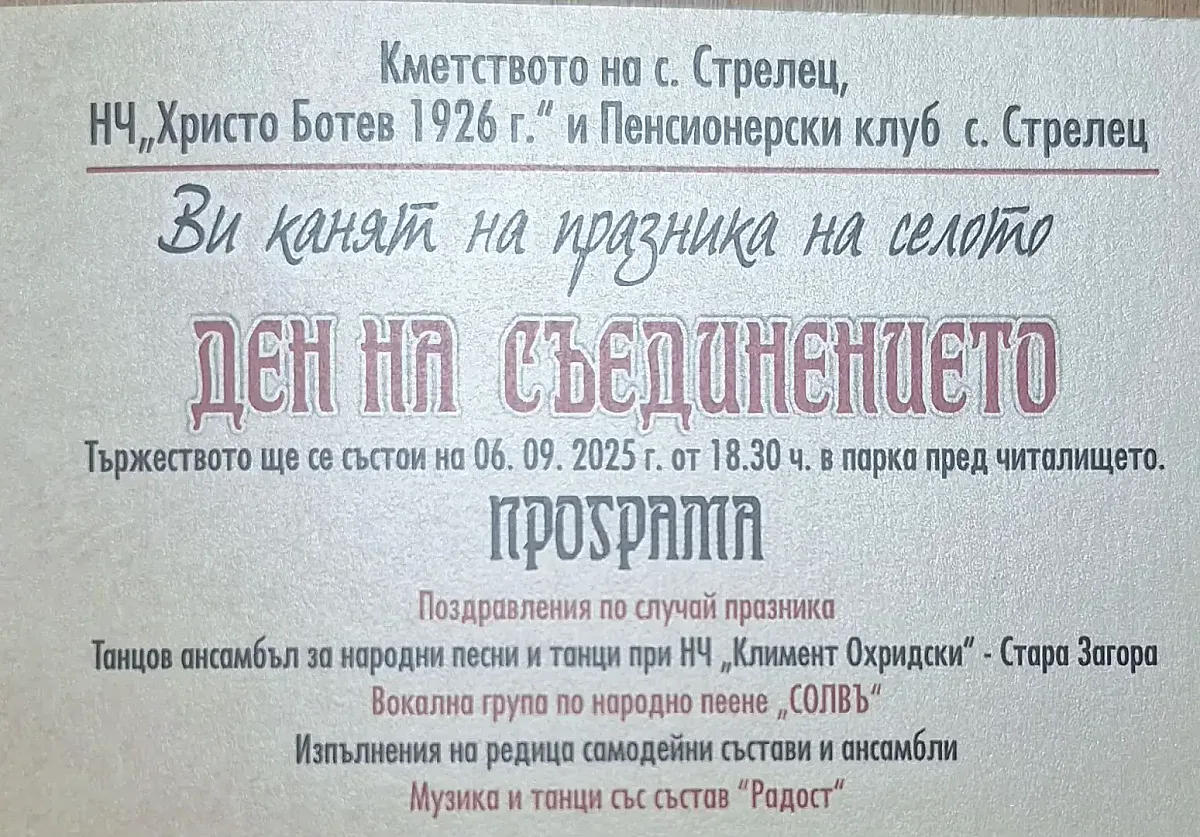 Кметството на с. Стрелец,
НЧ„Христо Ботев 1926 г.“ и Пенсионерски клуб с. Стрелец
Ви канят на празника на селото
ДЕН НА СЪЕДИНЕНИЕТО
Тържеството ще се състои на 06. 09. 2025 г. от 18.30 ч. в парка пред читалището.
ПРОГРАМА
Поздравления по случай празника
Танцов ансамбъл за народни песни и танци при НЧ „Климент Охридски“ - Стара Загора
Вокална група по народно пеене „СОЛВЪ“
Изпълнения на редица самодейни състави и ансамбли
Музика и танци със състав “Радост“